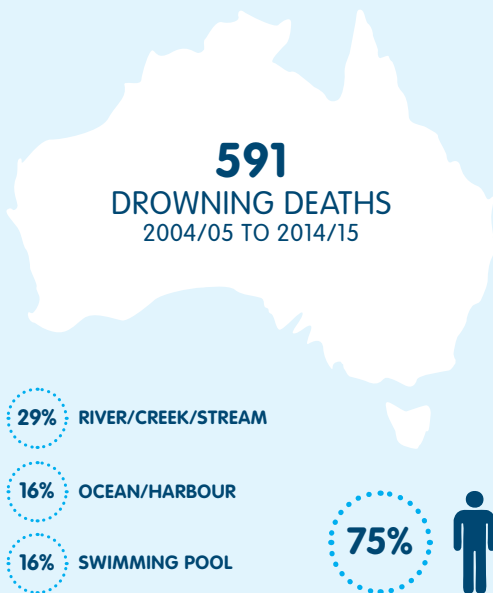 591
DROWNING DEATHS
2004/05 TO 2014/15
29% RIVER/CREEK/STREAM
16% OCEAN/HARBOUR
16% SWIMMING POOL
75%